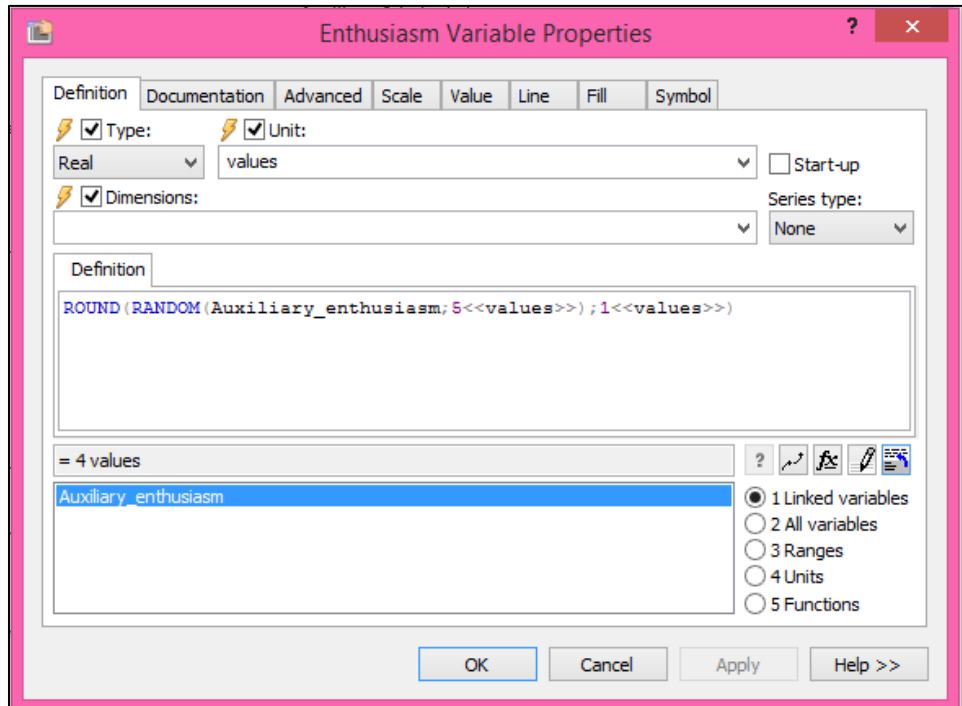 Enthusiasm Variable Properties ? ×
Definition Documentation Advanced Scale Value Line Fill Symbol
Type: Unit:
Real values Start-up
Dimensions: Series type:
None
Definition
ROUND(RANDOM(Auxiliary_enthusiasm;5<<values>>);1<<values>>)
= 4 values ? fx
Auxiliary_enthusiasm 1 Linked variables
2 All variables
3 Ranges
4 Units
5 Functions
OK Cancel Apply Help >>